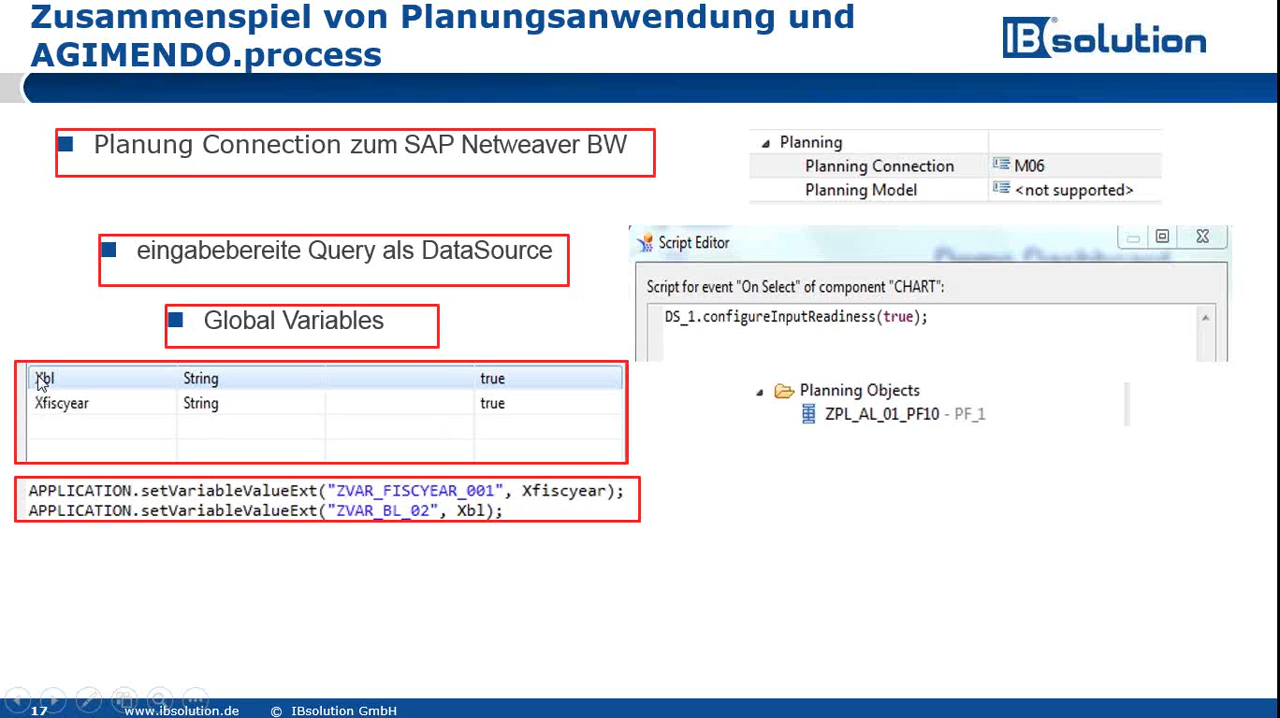 Zusammenspiel von Planungsanwendung und
AGIMENDO.process
IBsolution
Planung Connection zum SAP Netweaver BW
Planning
Planning Connection M06
Planning Model <not supported>
eingabebereite Query als DataSource
Script Editor
Script for event "On Select" of component "CHART":
DS_1.configureInputReadiness(true);
Global Variables
Xbl String true
Xfiscyear String true
Planning Objects
ZPL_AL_01_PF10 - PF_1
APPLICATION.setVariableValueExt("ZVAR_FISCYEAR_001", Xfiscyear);
APPLICATION.setVariableValueExt("ZVAR_BL_02", Xbl);
17 www.ibsolution.de © IBsolution GmbH